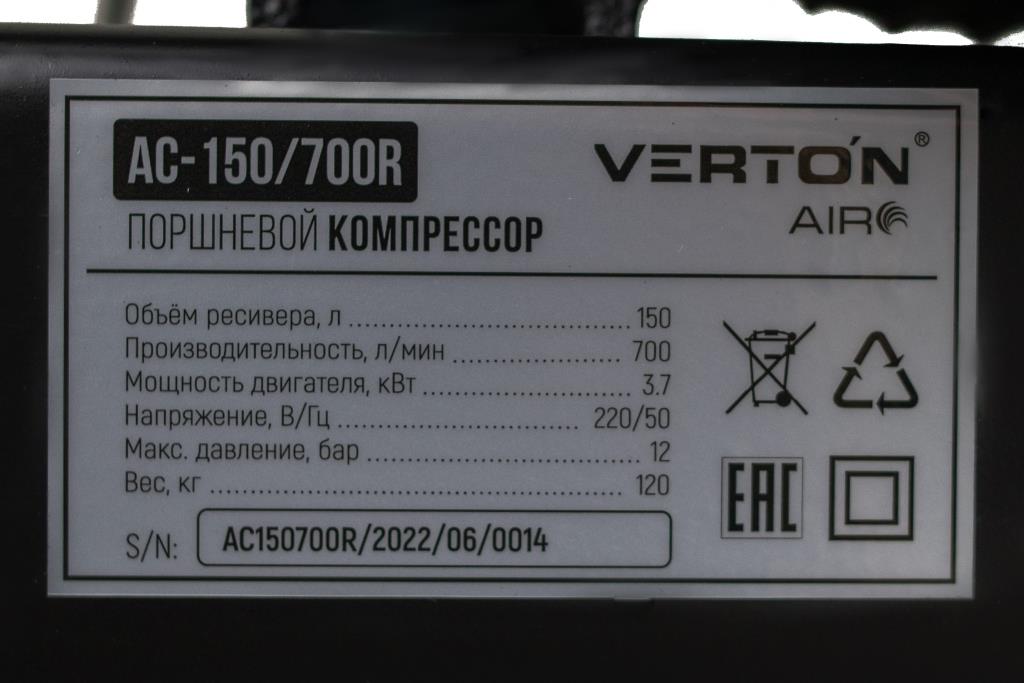 AC-150/700R
VERTO'N®
ПОРШНЕВОЙ КОМПРЕССОР
AIR
Объём ресивера, л 150
Производительность, л/мин 700
Мощность двигателя, кВт 3.7
Напряжение, В/Гц 220/50
Макс. давление, бар 12
Вес, кг 120
EAC
S/N: AC150700R/2022/06/0014